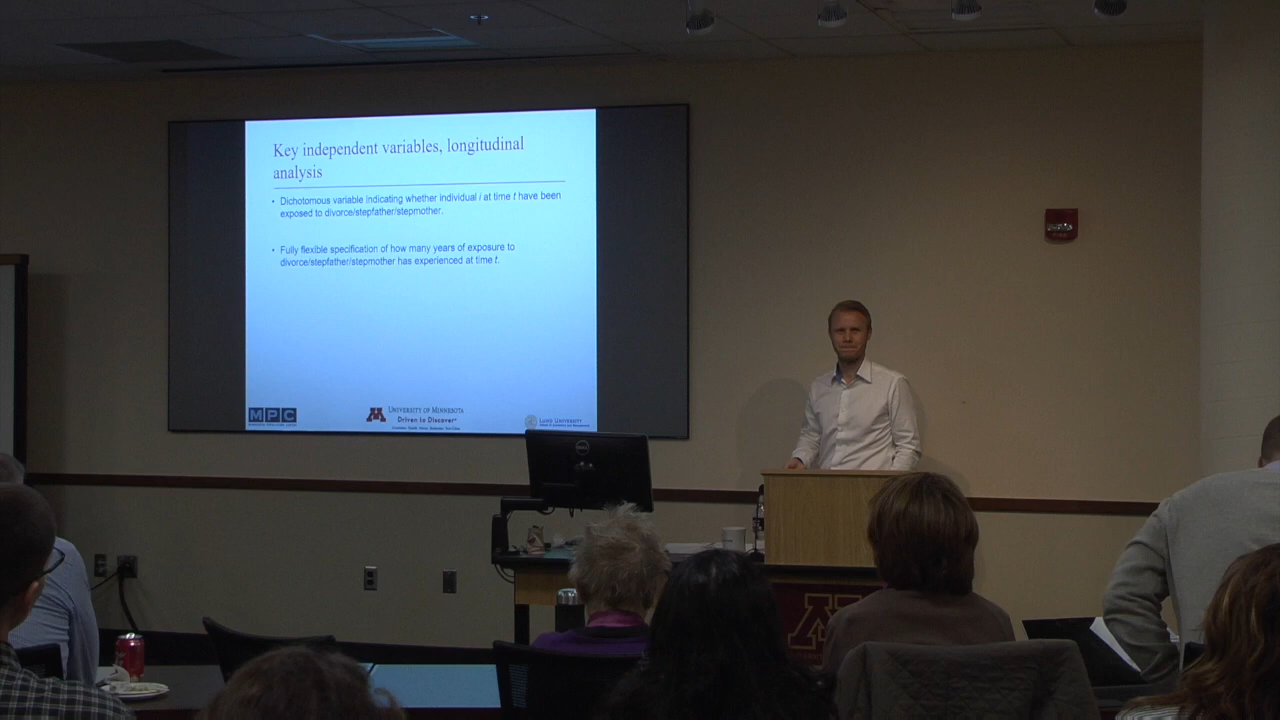 Key independent variables, longitudinal
analysis
• Dichotomous variable indicating whether individual i at time t have been
exposed to divorce/stepfather/stepmother.
• Fully flexible specification of how many years of exposure to
divorce/stepfather/stepmother has experienced at time t.
MPC
M
UNIVERSITY OF MINNESOTA
Driven to Discover
LUND UNIVERSITY
DELL
M